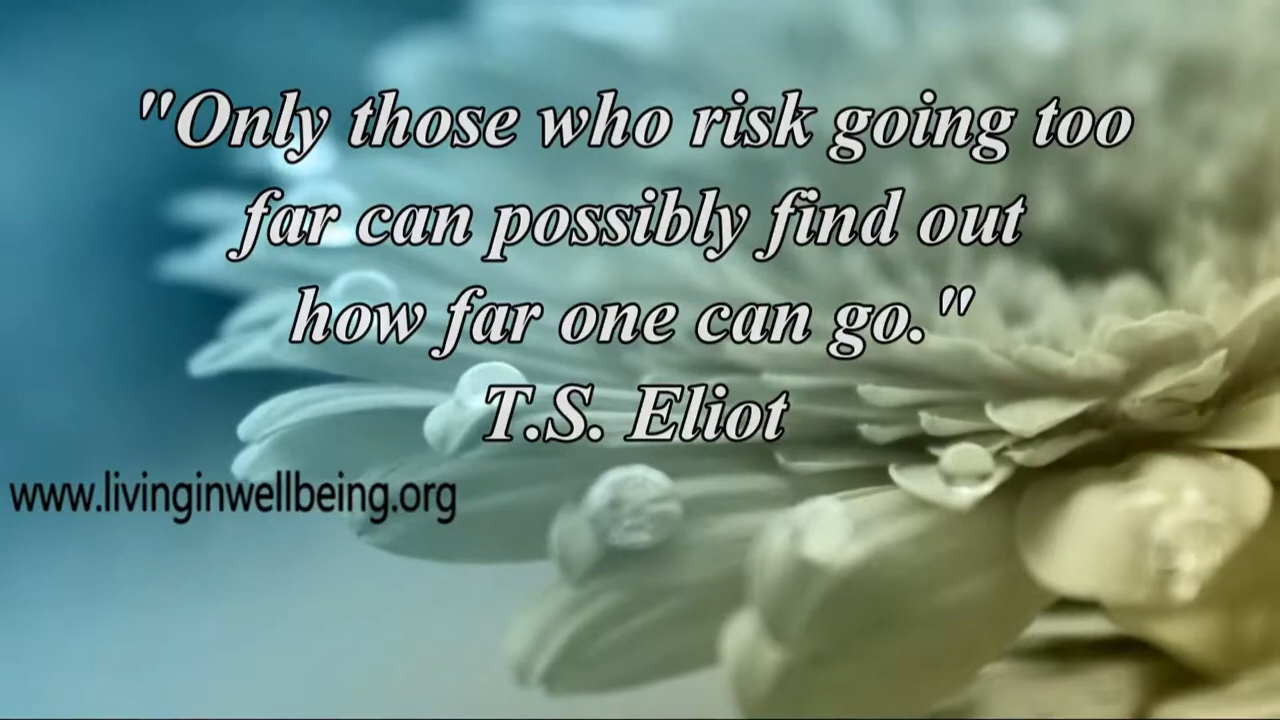 "Only those who risk going too
far can possibly find out
how far one can go."
T.S. Eliot
www.livinginwellbeing.org